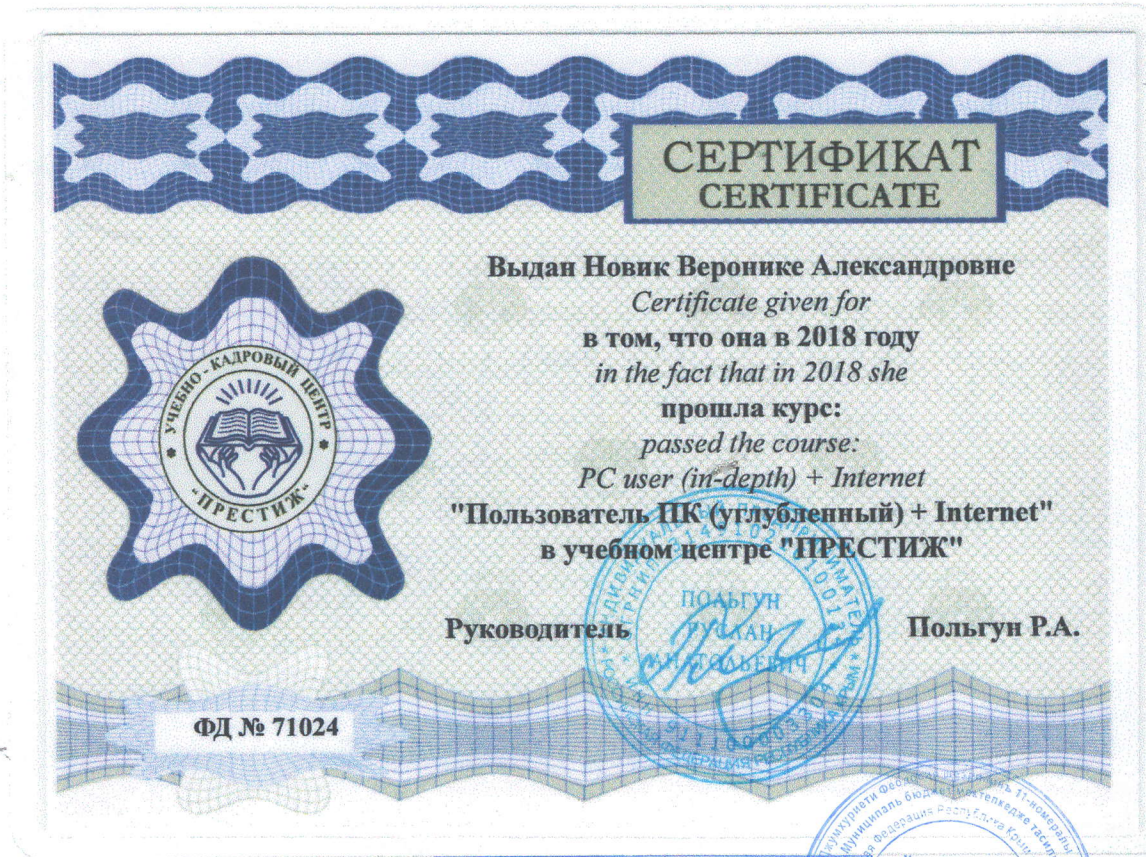 СЕРТИФИКАТ
CERTIFICATE
Выдан Новик Веронике Александровне
Certificate given for
в том, что она в 2018 году
in the fact that in 2018 she
прошла курс:
passed the course:
PC user (in-depth) + Internet
"Пользователь ПК (углубленный) + Internet"
в учебном центре "ПРЕСТИЖ"
УЧЕБНО-КАДРОВЫЙ ЦЕНТР
"ПРЕСТИЖ"
Руководитель
Польгун Р.А.
ПОЛЬГУН
РУСЛАН
АНАТОЛЬЕВИЧ
ФД № 71024